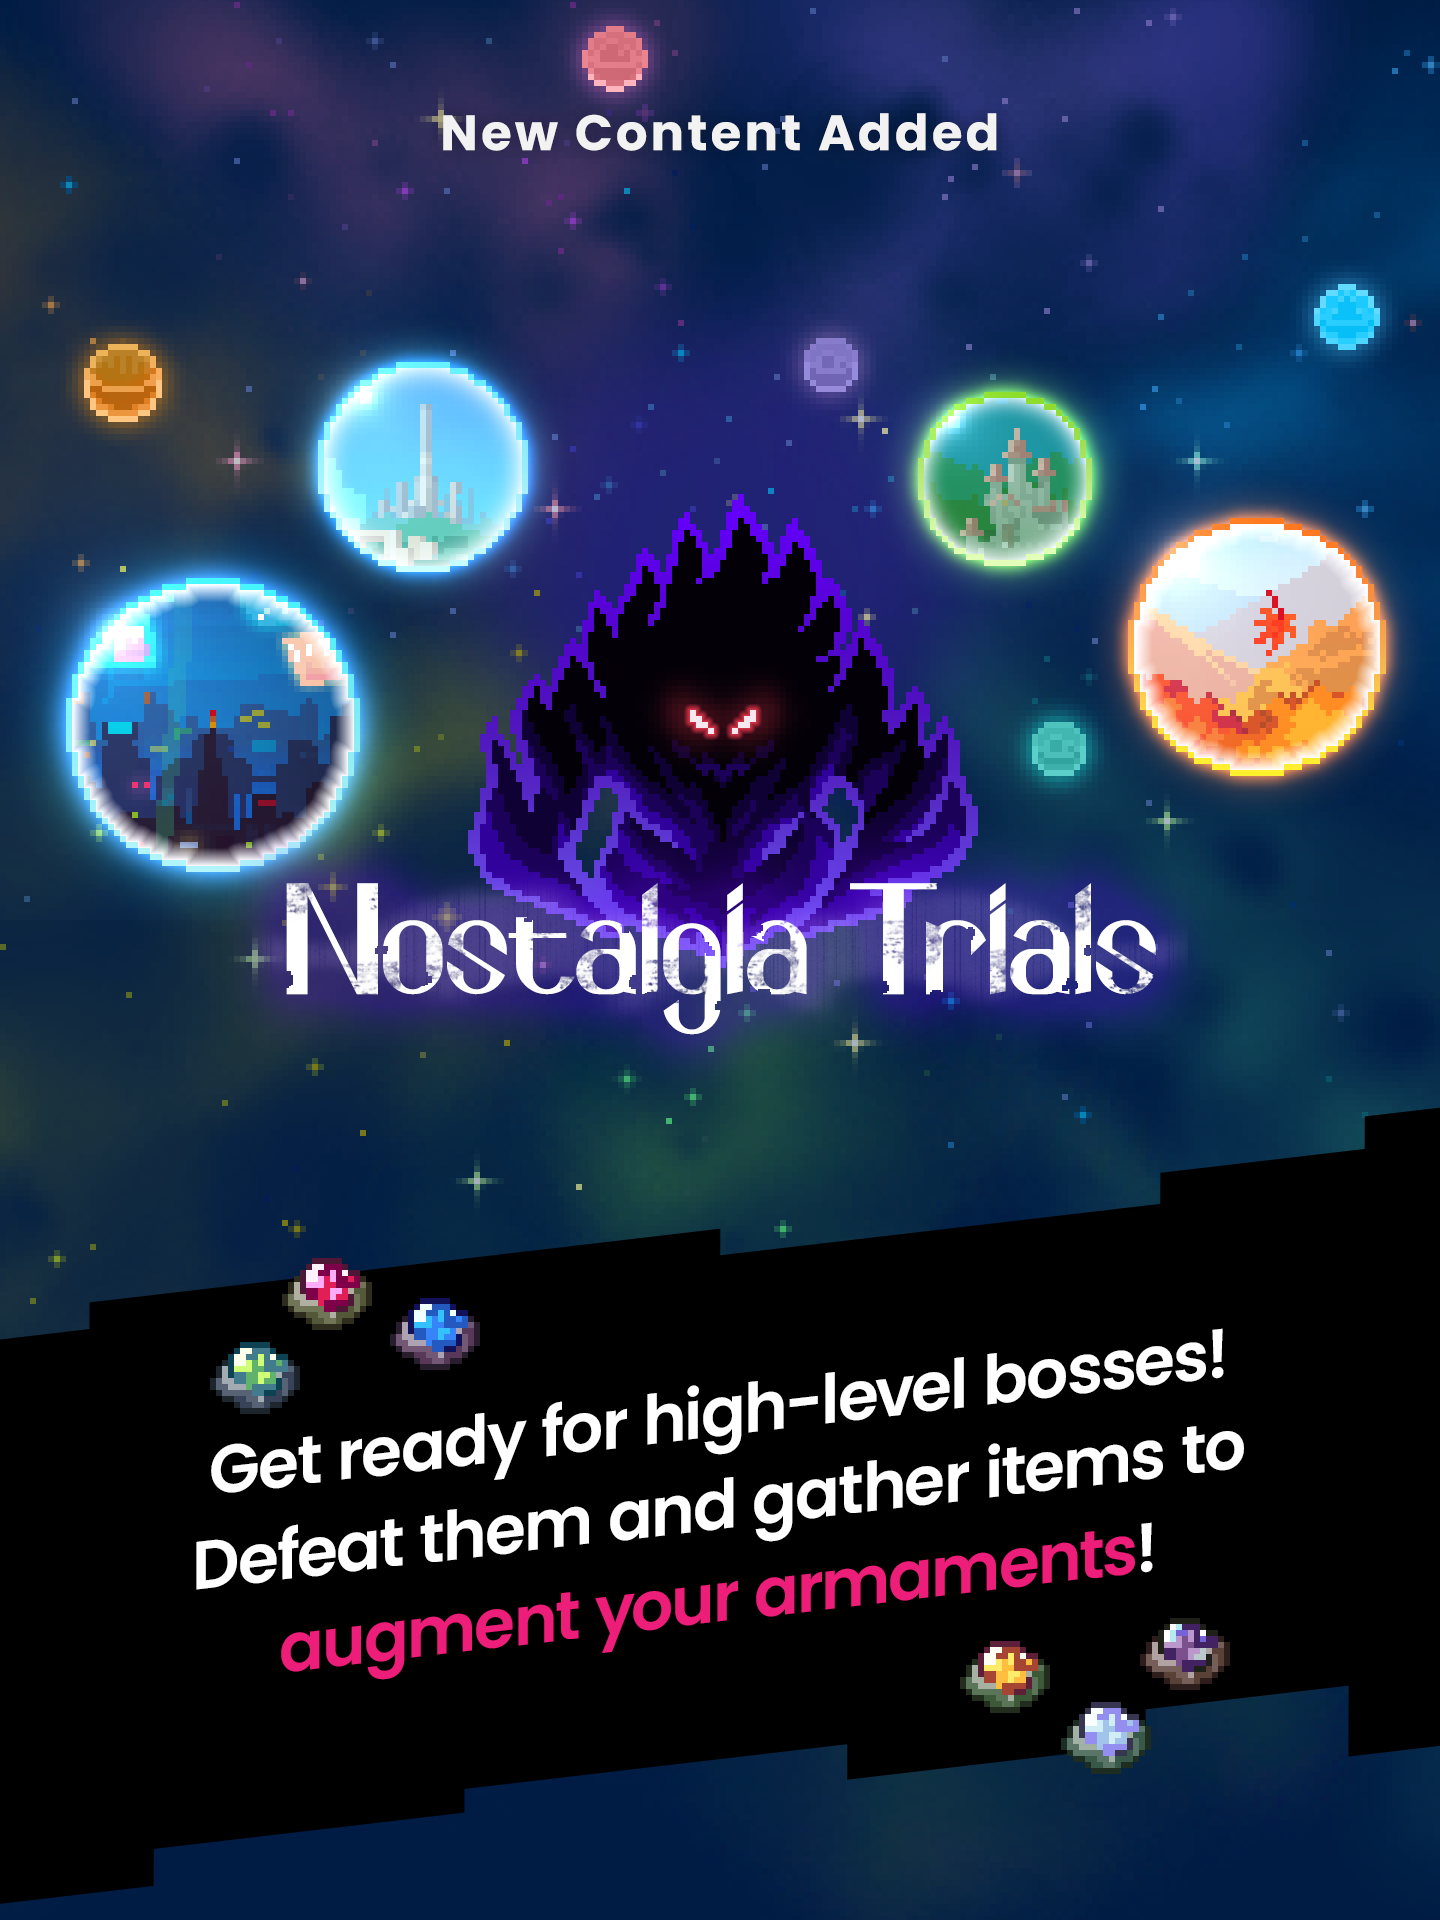 New Content Added
Nostalgia Trials
Get ready for high-level bosses!
Defeat them and gather items to
augment your armaments!